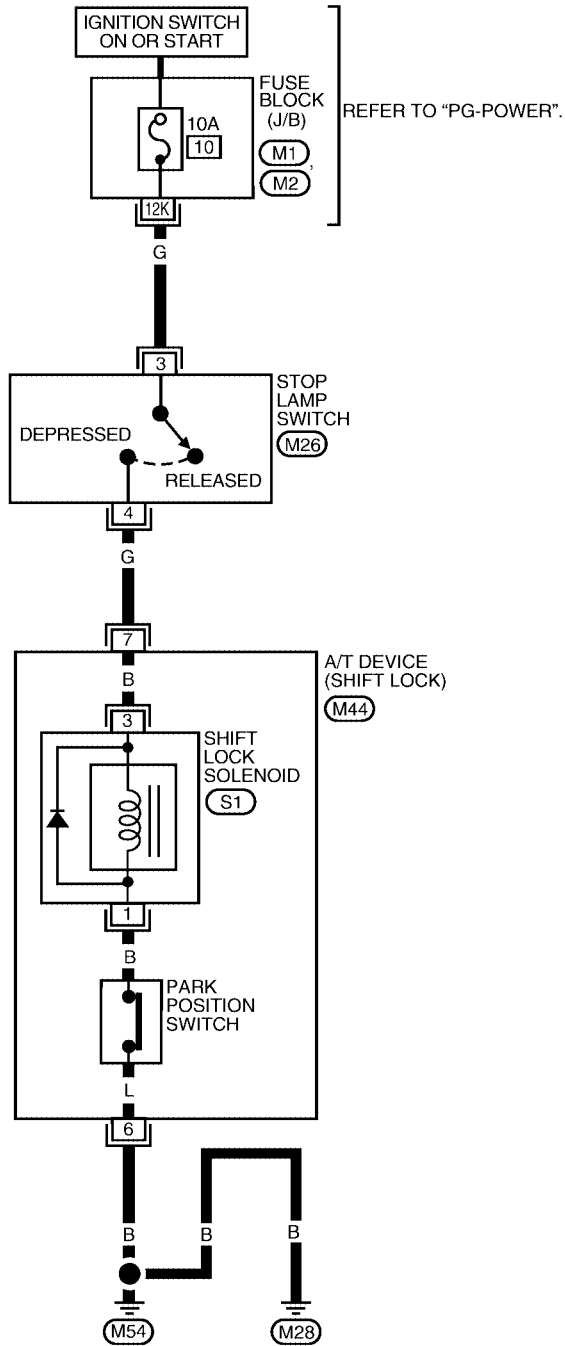 IGNITION SWITCH
ON OR START
FUSE
BLOCK
(J/B)
REFER TO “PG-POWER”.
10A
10
M1
,
M2
12K
G
3
STOP
LAMP
SWITCH
M26
DEPRESSED
RELEASED
4
G
7
A/T DEVICE
(SHIFT LOCK)
M44
B
3
SHIFT
LOCK
SOLENOID
S1
1
B
PARK
POSITION
SWITCH
L
6
B
B
B
M54
M28